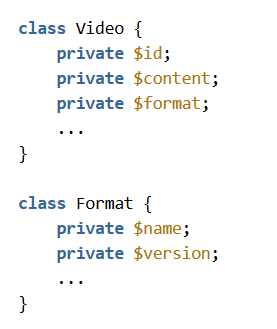 class Video {
    private $id;
    private $content;
    private $format;
    ...
}

class Format {
    private $name;
    private $version;
    ...
}